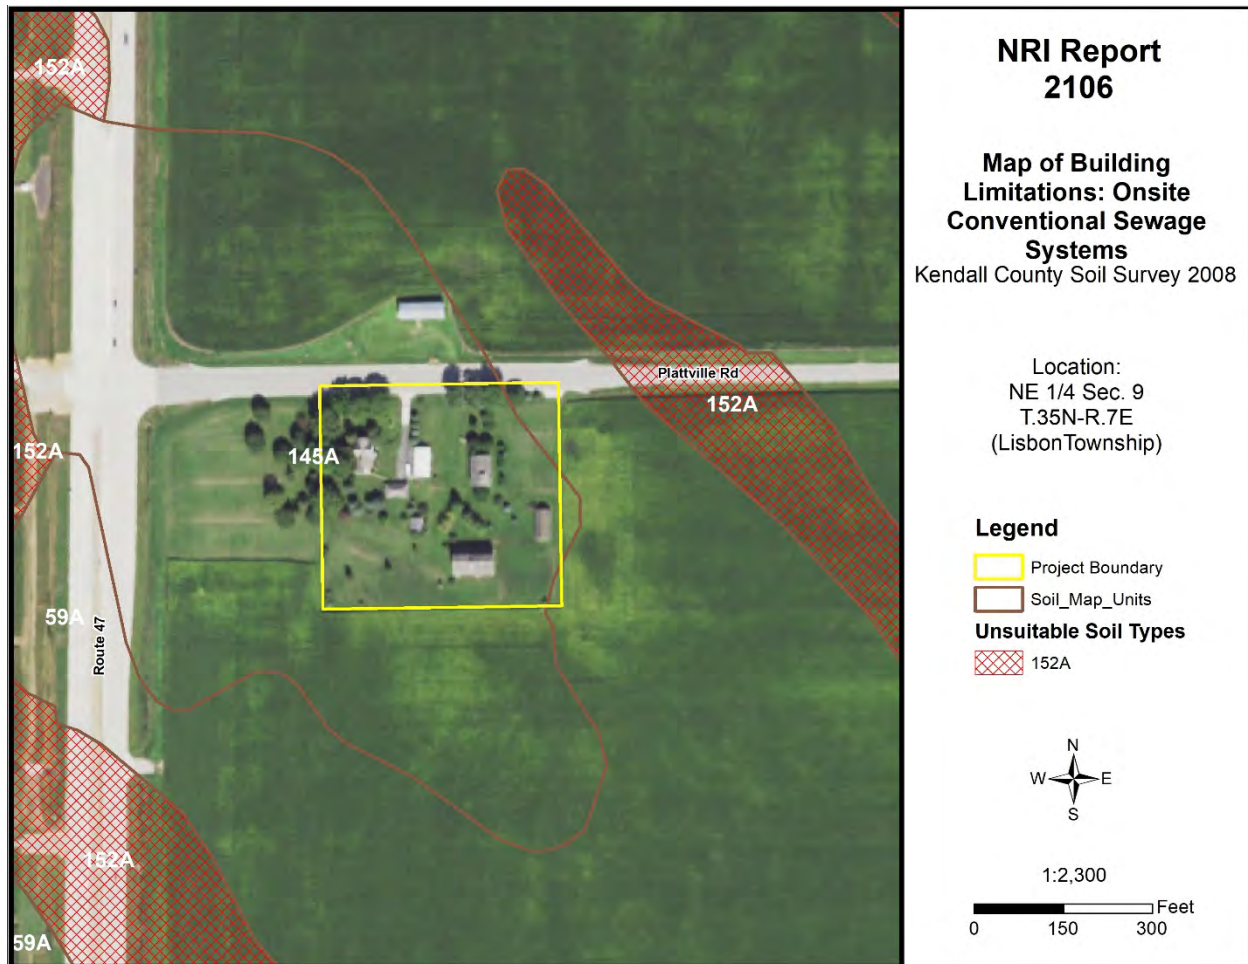 NRI Report
2106
Map of Building
Limitations: Onsite
Conventional Sewage
Systems
Kendall County Soil Survey 2008
Location:
NE 1/4 Sec. 9
T.35N-R.7E
(LisbonTownship)
Legend
Project Boundary
Soil_Map_Units
Unsuitable Soil Types
152A
N
W
E
S
1:2,300
Feet
0 150 300
152A
Plattville Rd
152A
152A
145A
59A
Route 47
152A
59A